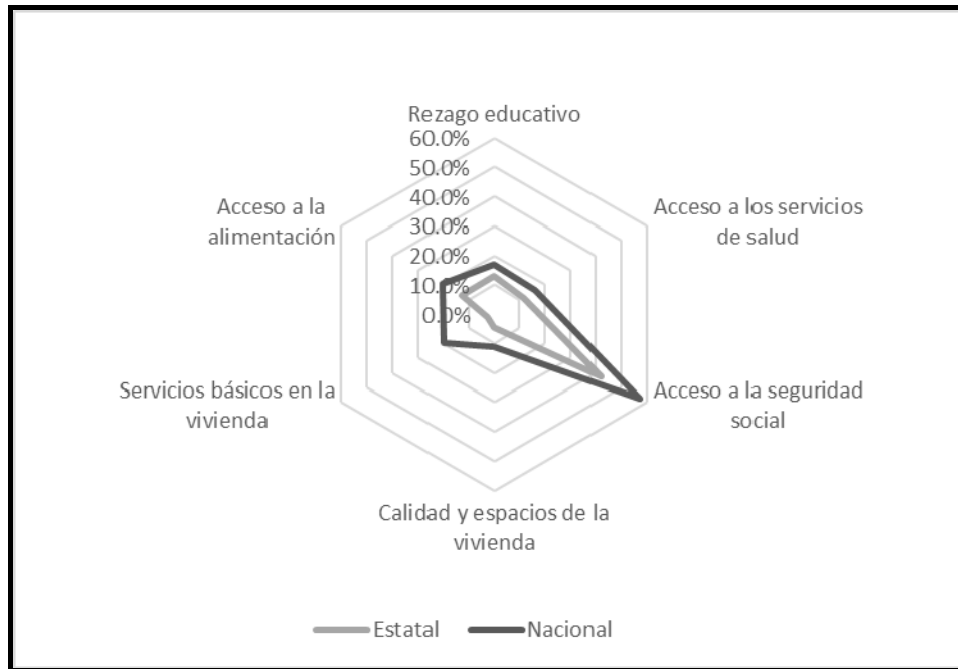 Rezago educativo
60.0%
50.0%
40.0%
30.0%
20.0%
10.0%
0.0%
Acceso a los servicios
de salud
Acceso a la seguridad
social
Calidad y espacios de la
vivienda
Servicios básicos en la
vivienda
Acceso a la
alimentación
Estatal
Nacional